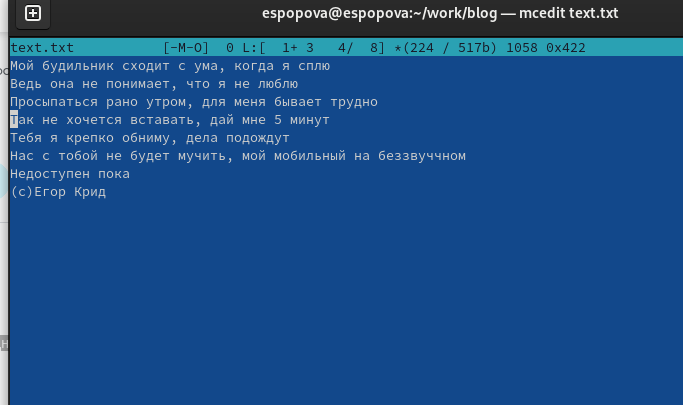 espopova@espopova:~/work/blog — mcedit text.txt
text.txt [-M-O] 0 L:[ 1+ 3 4/ 8] *(224 / 517b) 1058 0x422
Мой будильник сходит с ума, когда я сплю
Ведь она не понимает, что я не люблю
Просыпаться рано утром, для меня бывает трудно
Так не хочется вставать, дай мне 5 минут
Тебя я крепко обниму, дела подождут
Нас с тобой не будет мучить, мой мобильный на беззвуччном
Недоступен пока
(с)Егор Крид